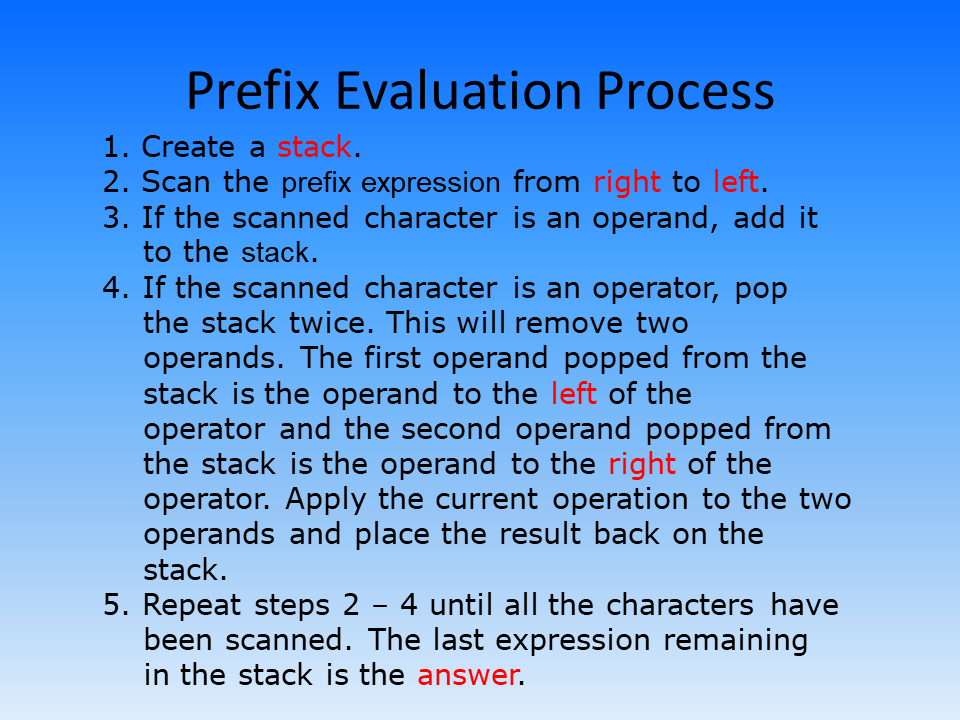 Prefix Evaluation Process
1. Create a stack.
2. Scan the prefix expression from right to left.
3. If the scanned character is an operand, add it
to the stack.
4. If the scanned character is an operator, pop
the stack twice. This will remove two
operands. The first operand popped from the
stack is the operand to the left of the
operator and the second operand popped from
the stack is the operand to the right of the
operator. Apply the current operation to the two
operands and place the result back on the
stack.
5. Repeat steps 2 – 4 until all the characters have
been scanned. The last expression remaining
in the stack is the answer.